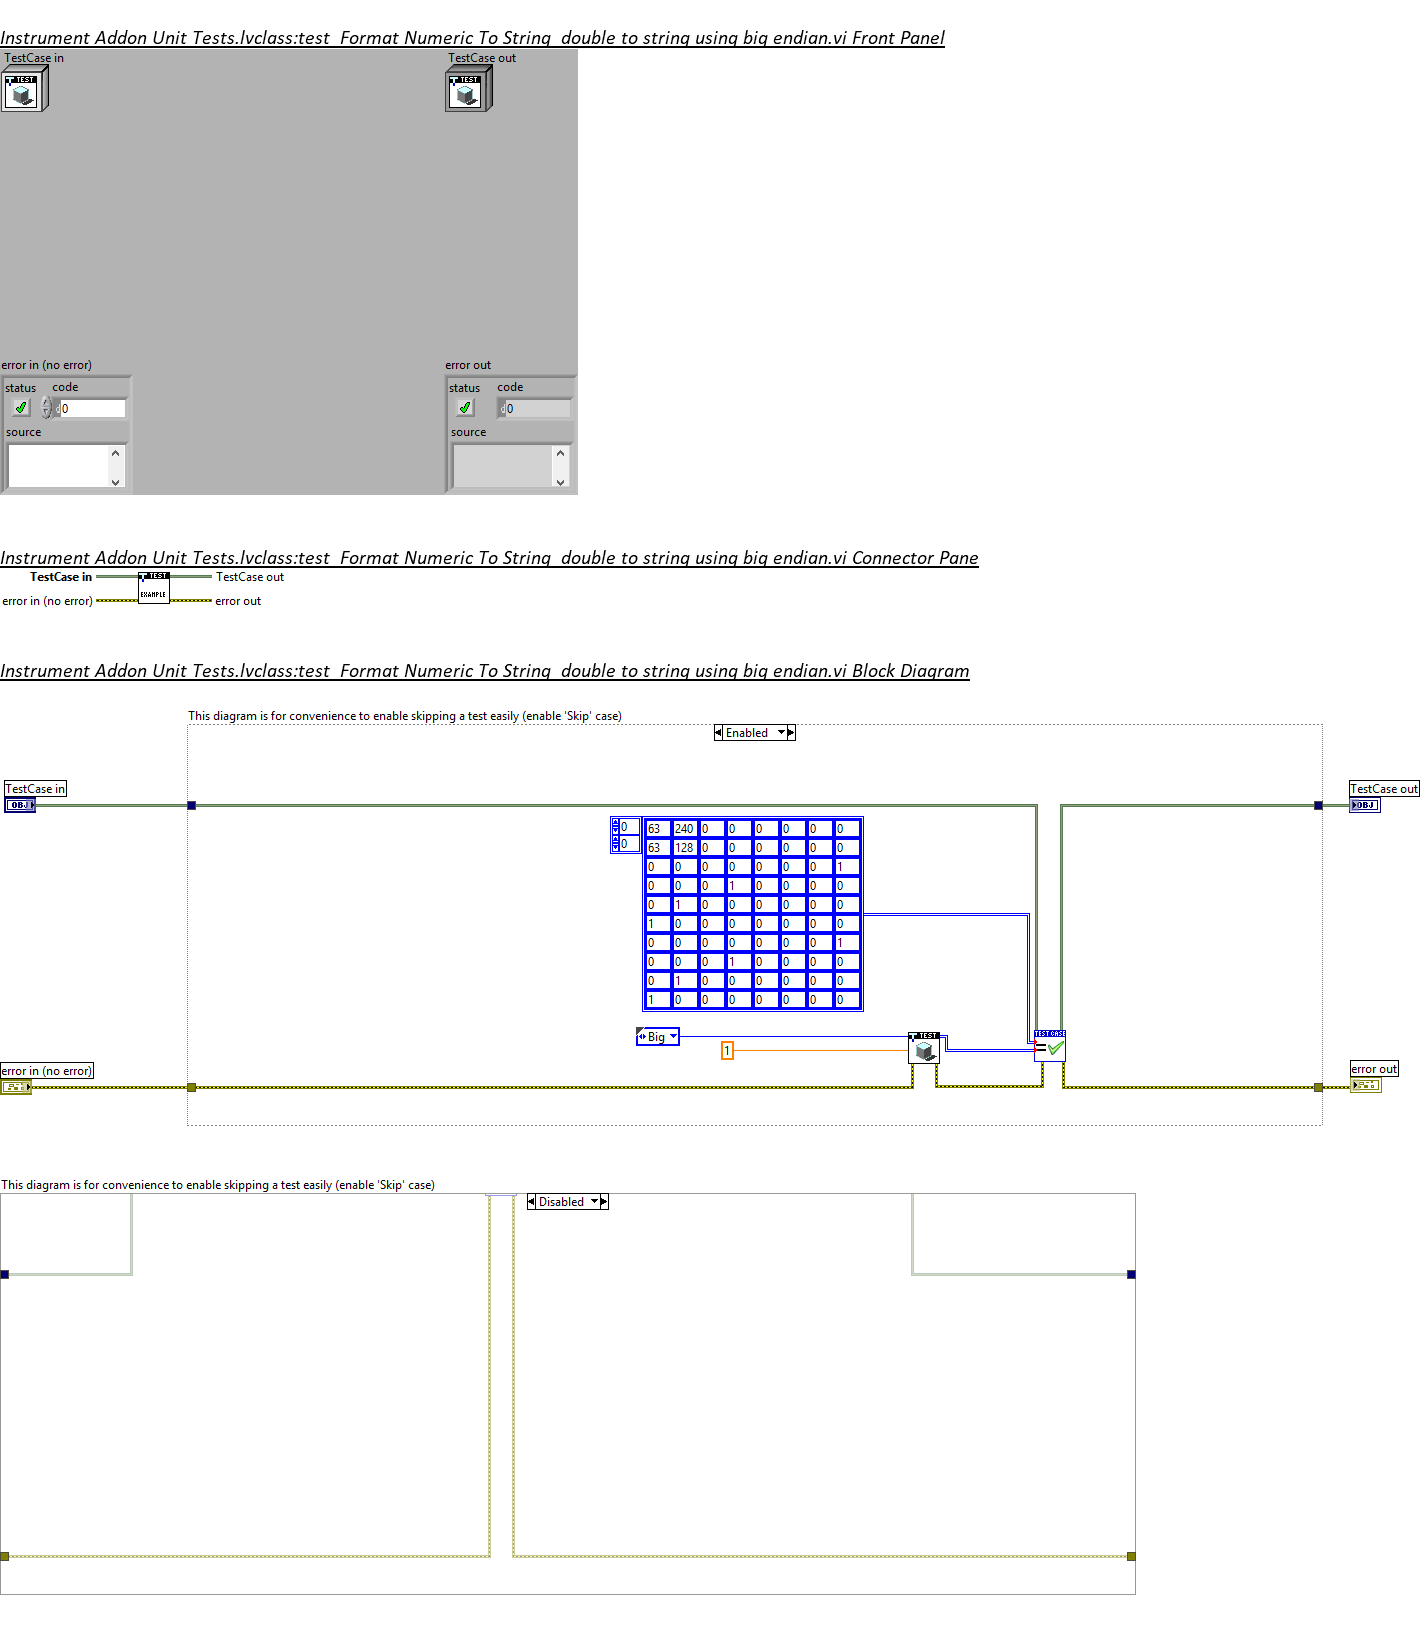 Instrument Addon Unit Tests.lvclass:test_Format Numeric To String_double to string using big endian.vi Front Panel
TestCase in TestCase out
TEST TEST
error in (no error) error out
status code status code
d 0 d 0
source source
Instrument Addon Unit Tests.lvclass:test_Format Numeric To String_double to string using big endian.vi Connector Pane
TestCase in TEST TestCase out
error in (no error) EXAMPLE error out
Instrument Addon Unit Tests.lvclass:test_Format Numeric To String_double to string using big endian.vi Block Diagram
This diagram is for convenience to enable skipping a test easily (enable 'Skip' case)
Enabled
TestCase in TestCase out
OBJ OBJ
0 63 240 0 0 0 0 0 0
0 63 128 0 0 0 0 0 0
0 0 0 0 0 0 0 1
0 0 0 1 0 0 0 0
0 1 0 0 0 0 0 0
1 0 0 0 0 0 0 0
0 0 0 0 0 0 0 1
0 0 0 1 0 0 0 0
0 1 0 0 0 0 0 0
1 0 0 0 0 0 0 0
Big TEST TEST CASE
1
error in (no error) error out
This diagram is for convenience to enable skipping a test easily (enable 'Skip' case)
Disabled